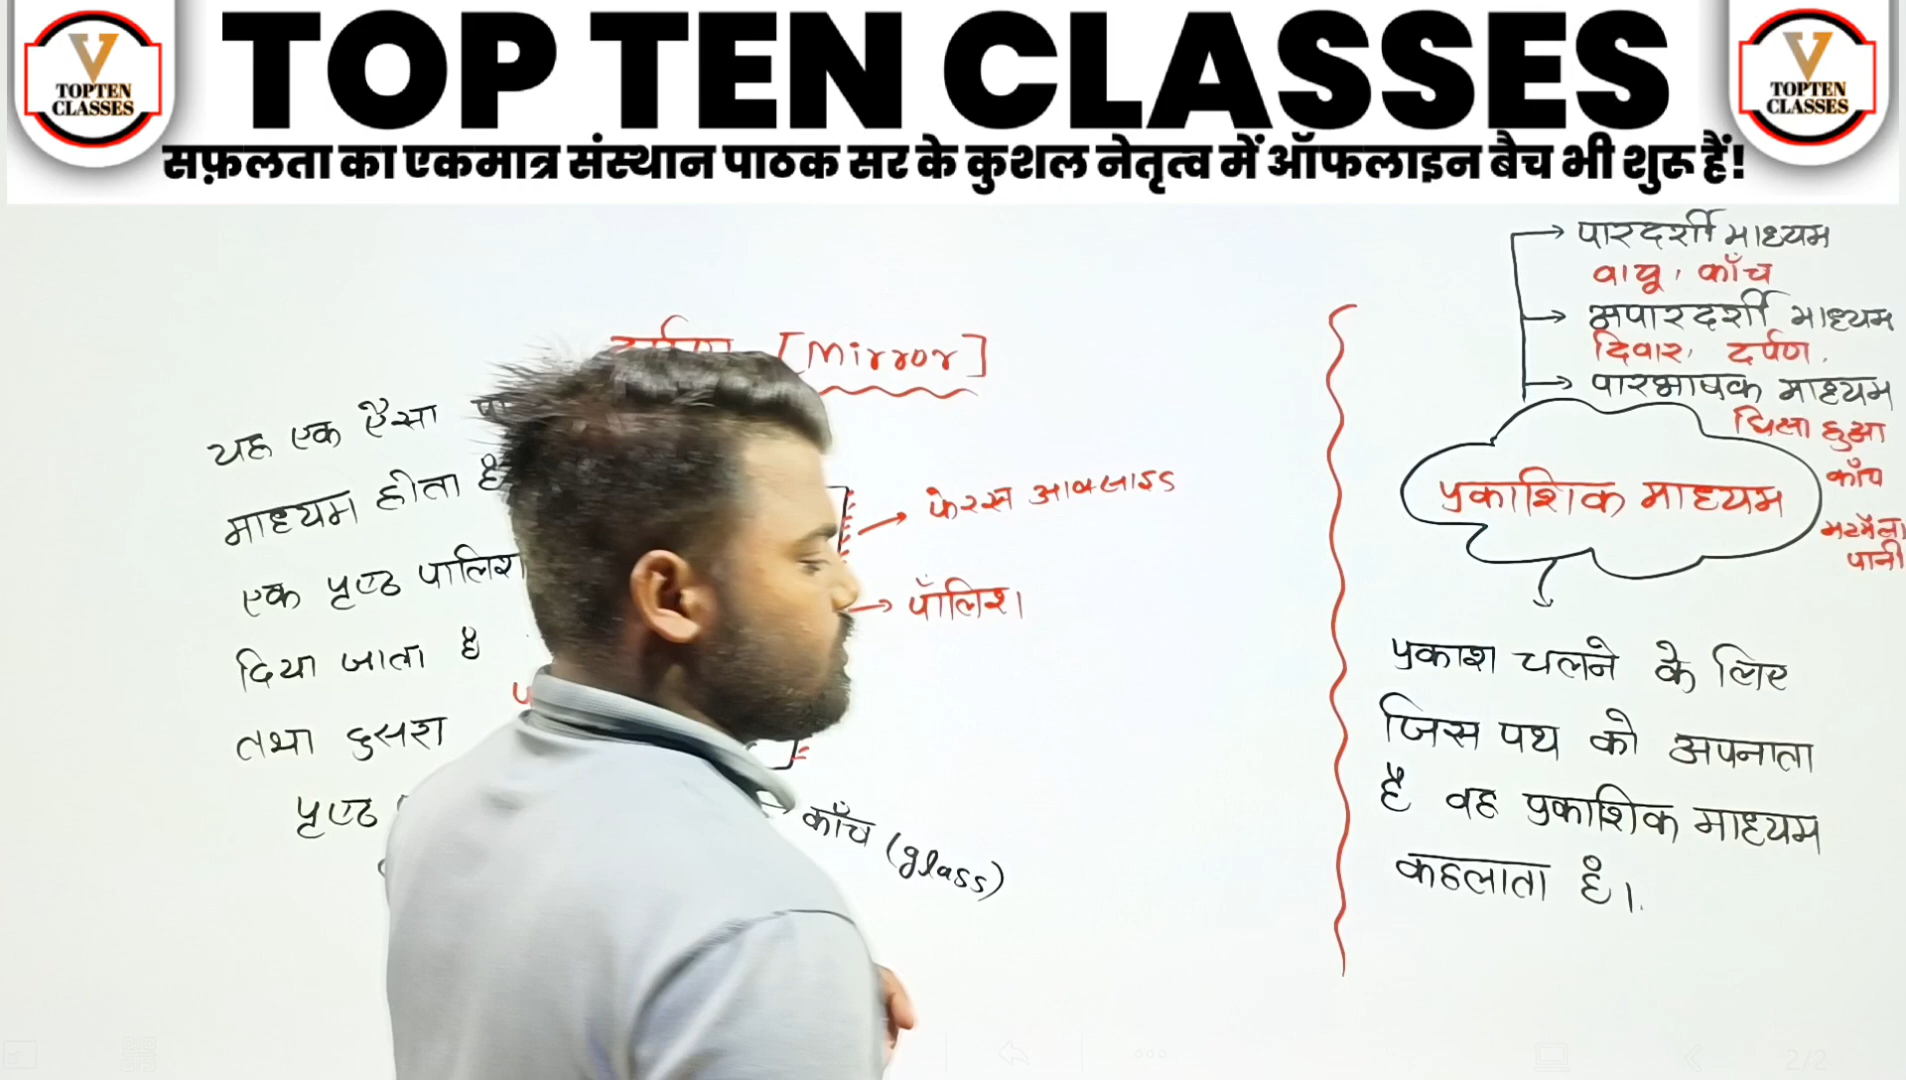 V
TOPTEN
CLASSES
TOP TEN CLASSES
V
TOPTEN
CLASSES
सफ़लता का एकमात्र संस्थान पाठक सर के कुशल नेतृत्व में ऑफलाइन बैच भी शुरू हैं!
[Mirror]
यह एक ऐसा
माध्यम होता है
एक पृष्ठ पालिश
दिया जाता है
तथा दुसरा
पृष्ठ
फेरस आक्साइड
पॉलिश
काँच (glass)
पारदर्शी माध्यम
वायु, काँच
अपारदर्शी माध्यम
दिवार, दर्पण,
पारभाषक माध्यम
घिसा हुआ
काँच
मटमैला
पानी
प्रकाशिक माध्यम
प्रकाश चलने के लिए
जिस पथ को अपनाता
है वह प्रकाशिक माध्यम
कहलाता है।
2/2